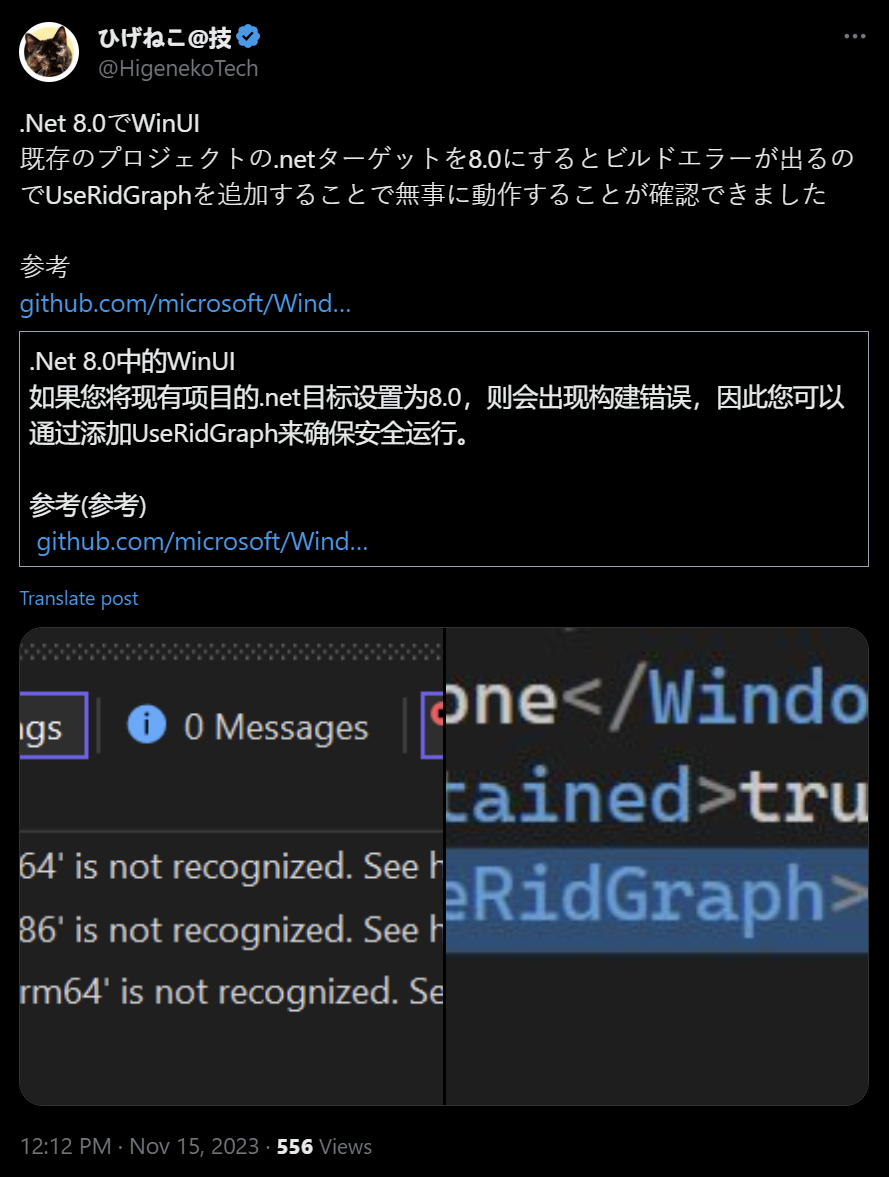 ひげねこ@技
@HigenekoTech
.Net 8.0でWinUI
既存のプロジェクトの.netターゲットを8.0にするとビルドエラーが出るの
でUseRidGraphを追加することで無事に動作することが確認できました
参考
github.com/microsoft/Wind…
.Net 8.0中的WinUI
如果您将现有项目的.net目标设置为8.0，则会出现构建错误，因此您可以
通过添加UseRidGraph来确保安全运行。
参考(参考)
github.com/microsoft/Wind…
Translate post
ngs
0 Messages
64' is not recognized. See h
86' is not recognized. See h
rm64' is not recognized. Se
one</Windo
tained>tru
eRidGraph>
12:12 PM · Nov 15, 2023 · 556 Views